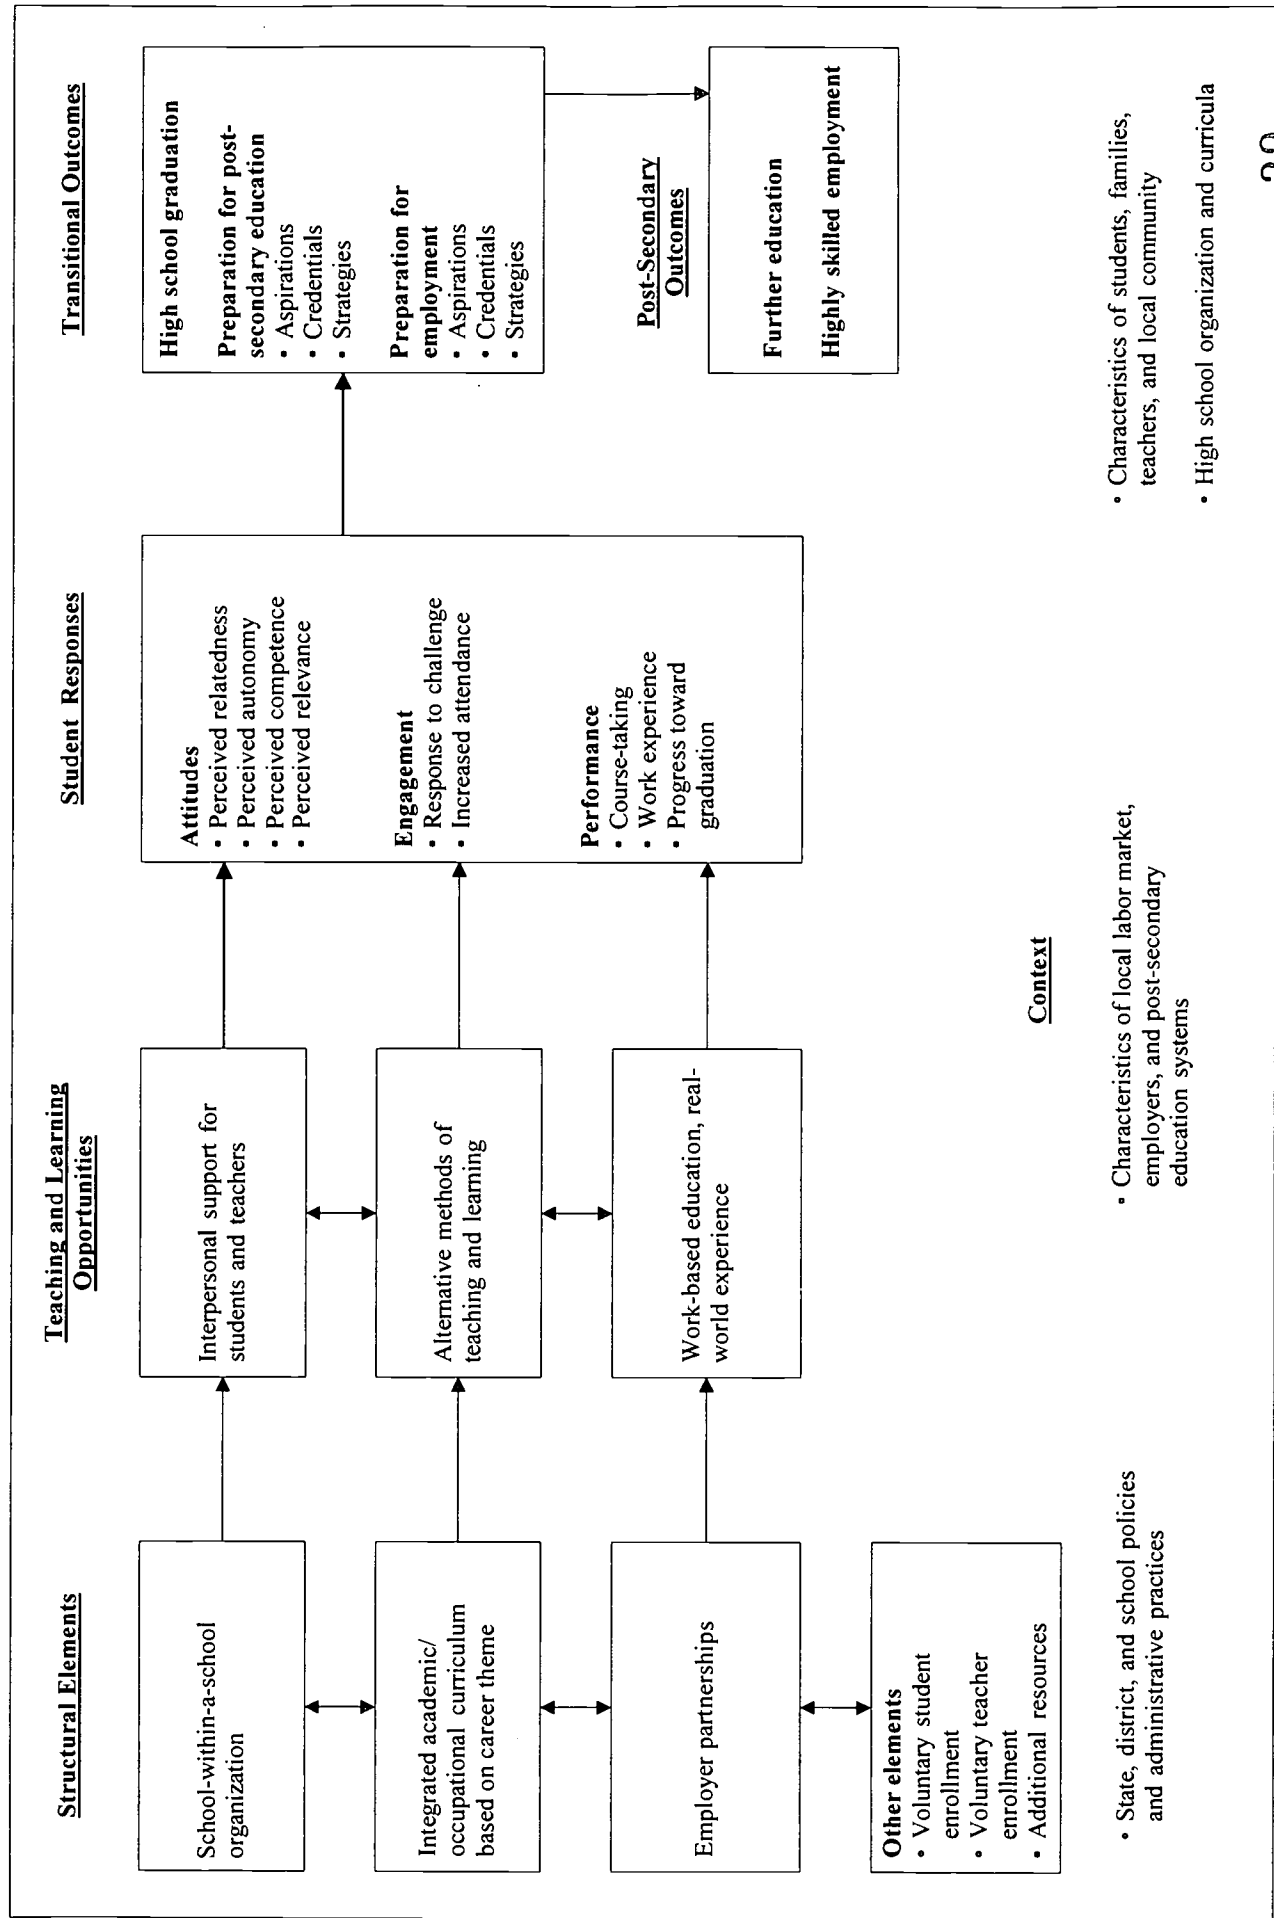 Structural Elements
School-within-a-school
organization
Integrated academic/
occupational curriculum
based on career theme
Employer partnerships
Other elements
• Voluntary student
enrollment
• Voluntary teacher
enrollment
• Additional resources
Teaching and Learning
Opportunities
Interpersonal support for
students and teachers
Alternative methods of
teaching and learning
Work-based education, real-
world experience
Student Responses
Attitudes
• Perceived relatedness
• Perceived autonomy
• Perceived competence
• Perceived relevance
Engagement
• Response to challenge
• Increased attendance
Performance
• Course-taking
• Work experience
• Progress toward
graduation
Transitional Outcomes
High school graduation
Preparation for post-
secondary education
• Aspirations
• Credentials
• Strategies
Preparation for
employment
• Aspirations
• Credentials
• Strategies
Post-Secondary
Outcomes
Further education
Highly skilled employment
Context
• State, district, and school policies
and administrative practices
• Characteristics of local labor market,
employers, and post-secondary
education systems
• Characteristics of students, families,
teachers, and local community
• High school organization and curricula